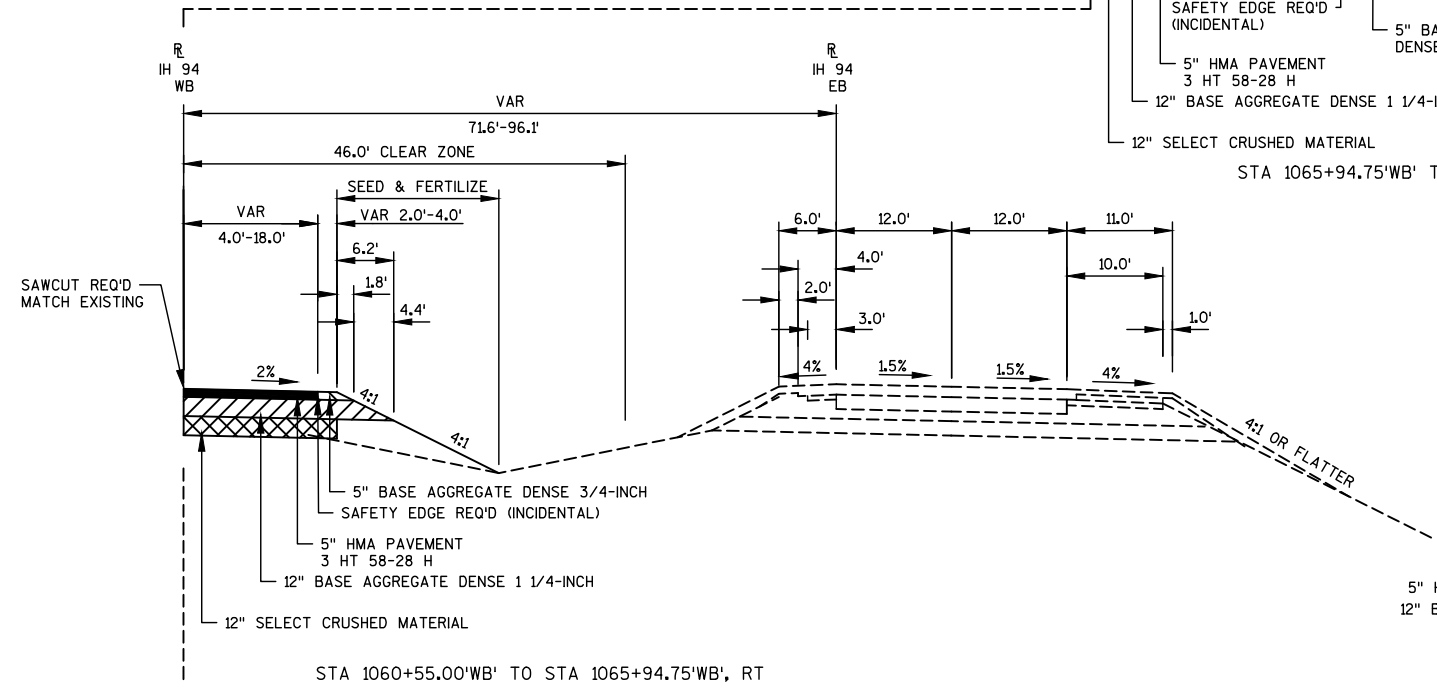 SAFETY EDGE REQ'D
(INCIDENTAL)
5" BA
DENSE
5" HMA PAVEMENT
3 HT 58-28 H
12" BASE AGGREGATE DENSE 1 1/4-I
12" SELECT CRUSHED MATERIAL
STA 1065+94.75'WB' T
RL
IH 94
WB
RL
IH 94
EB
VAR
71.6'-96.1'
46.0' CLEAR ZONE
SEED & FERTILIZE
VAR
4.0'-18.0'
VAR 2.0'-4.0'
6.2'
1.8'
4.4'
6.0'
12.0'
12.0'
11.0'
4.0'
10.0'
2.0'
3.0'
1.0'
SAWCUT REQ'D
MATCH EXISTING
2%
4:1
4:1
4%
1.5%
1.5%
4%
4:1 OR FLATTER
5" BASE AGGREGATE DENSE 3/4-INCH
SAFETY EDGE REQ'D (INCIDENTAL)
5" HMA PAVEMENT
3 HT 58-28 H
12" BASE AGGREGATE DENSE 1 1/4-INCH
12" SELECT CRUSHED MATERIAL
5" H
12" B
STA 1060+55.00'WB' TO STA 1065+94.75'WB', RT